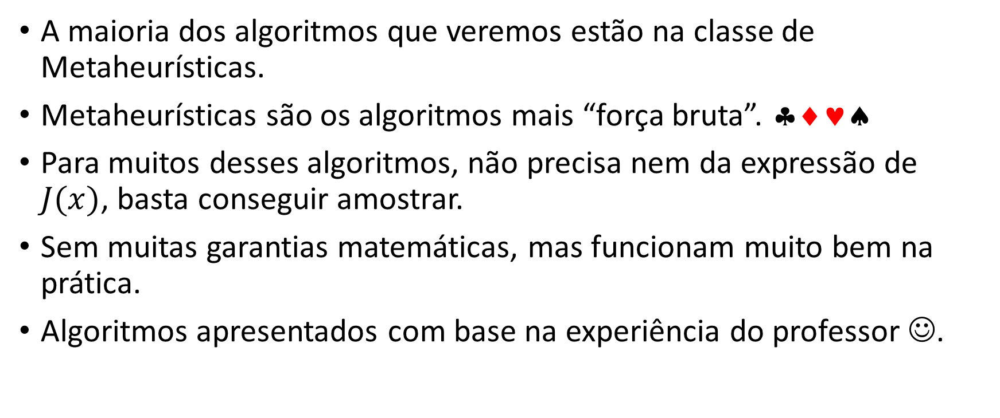 • A maioria dos algoritmos que veremos estão na classe de
Metaheurísticas.
• Metaheurísticas são os algoritmos mais “força bruta”. ♣♦♥♠
• Para muitos desses algoritmos, não precisa nem da expressão de
𝐽(𝑥), basta conseguir amostrar.
• Sem muitas garantias matemáticas, mas funcionam muito bem na
prática.
• Algoritmos apresentados com base na experiência do professor ☺.